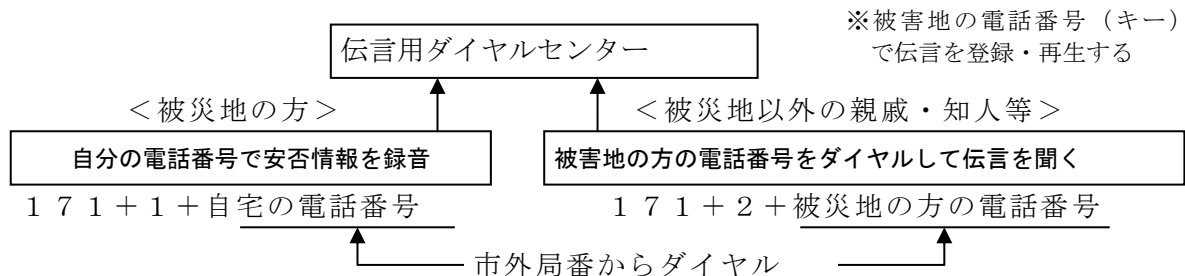 ※被害地の電話番号（キー）
で伝言を登録・再生する
伝言用ダイヤルセンター
＜被災地の方＞
＜被災地以外の親戚・知人等＞
自分の電話番号で安否情報を録音
被害地の方の電話番号をダイヤルして伝言を聞く
１７１＋１＋自宅の電話番号
１７１＋２＋被災地の方の電話番号
市外局番からダイヤル